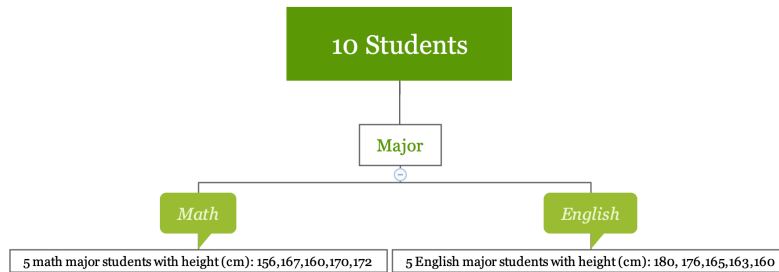 10 Students
Major
Math
English
5 math major students with height (cm): 156,167,160,170,172
5 English major students with height (cm): 180, 176,165,163,160